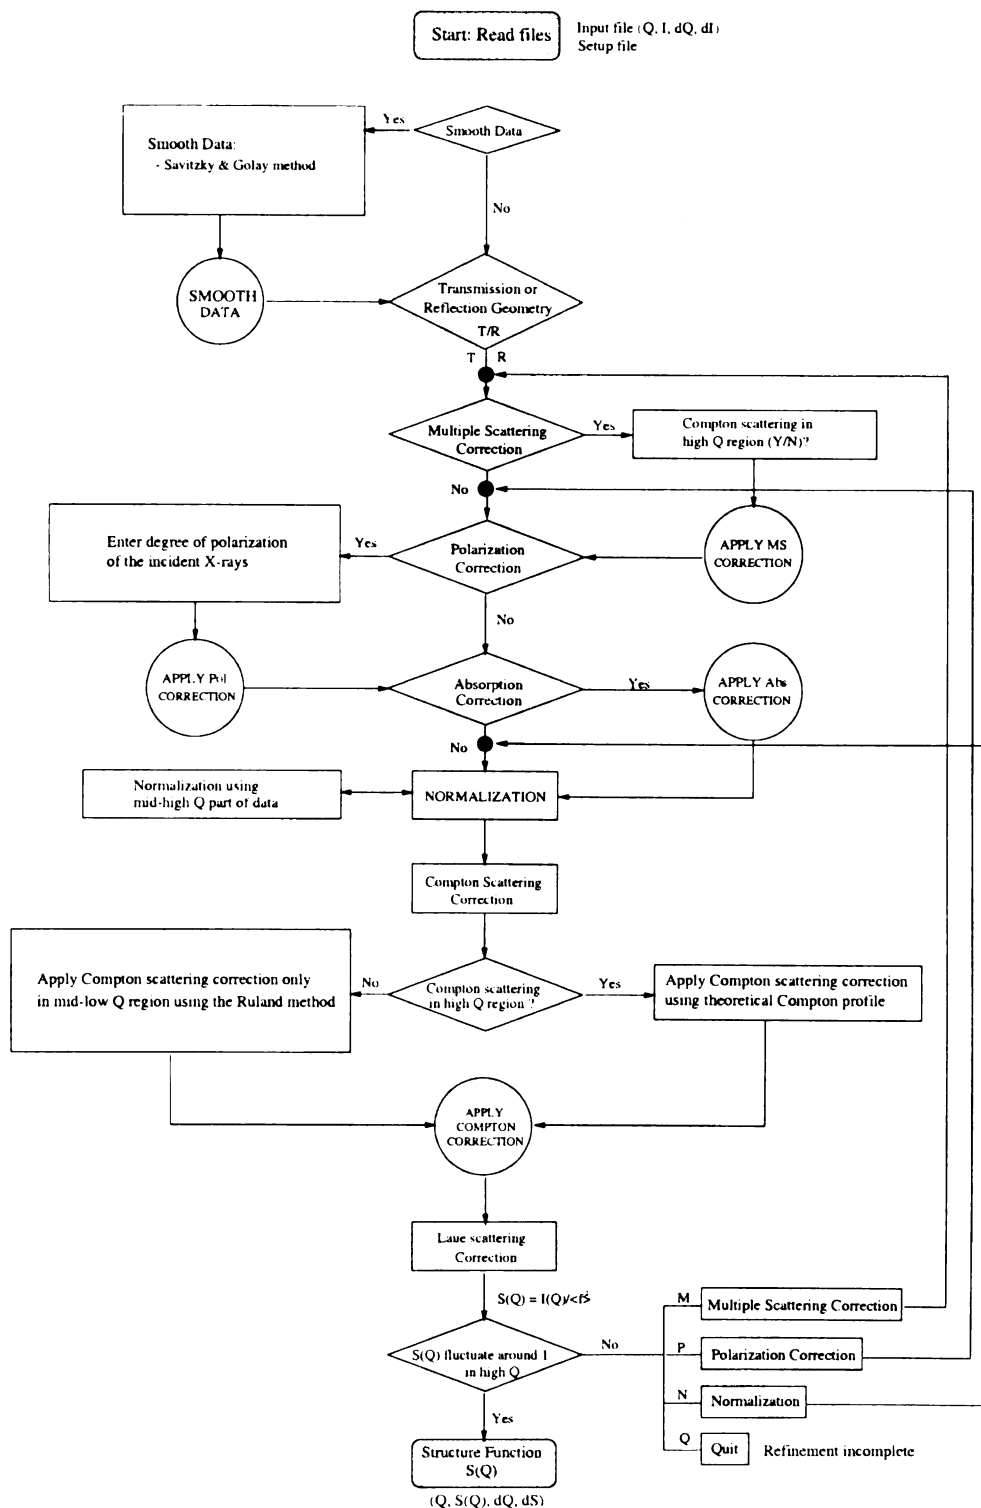 Start: Read files
Input file (Q, I, dQ, dI)
Setup file
Yes
Smooth Data
Smooth Data:
- Savitzky & Golay method
No
SMOOTH
DATA
Transmission or
Reflection Geometry
T/R
T R
Multiple Scattering
Correction
Yes
Compton scattering in
high Q region (Y/N)?
No
Enter degree of polarization
of the incident X-rays
Yes
Polarization
Correction
APPLY MS
CORRECTION
No
APPLY Pol
CORRECTION
Absorption
Correction
Yes
APPLY Abs
CORRECTION
No
Normalization using
mid-high Q part of data
NORMALIZATION
Compton Scattering
Correction
Apply Compton scattering correction only
in mid-low Q region using the Ruland method
No
Compton scattering
in high Q region ?
Yes
Apply Compton scattering correction
using theoretical Compton profile
APPLY
COMPTON
CORRECTION
Laue scattering
Correction
S(Q) = I(Q)/<f>²
S(Q) fluctuate around 1
in high Q
No
M
Multiple Scattering Correction
P
Polarization Correction
N
Normalization
Q
Quit
Refinement incomplete
Yes
Structure Function
S(Q)
(Q, S(Q), dQ, dS)